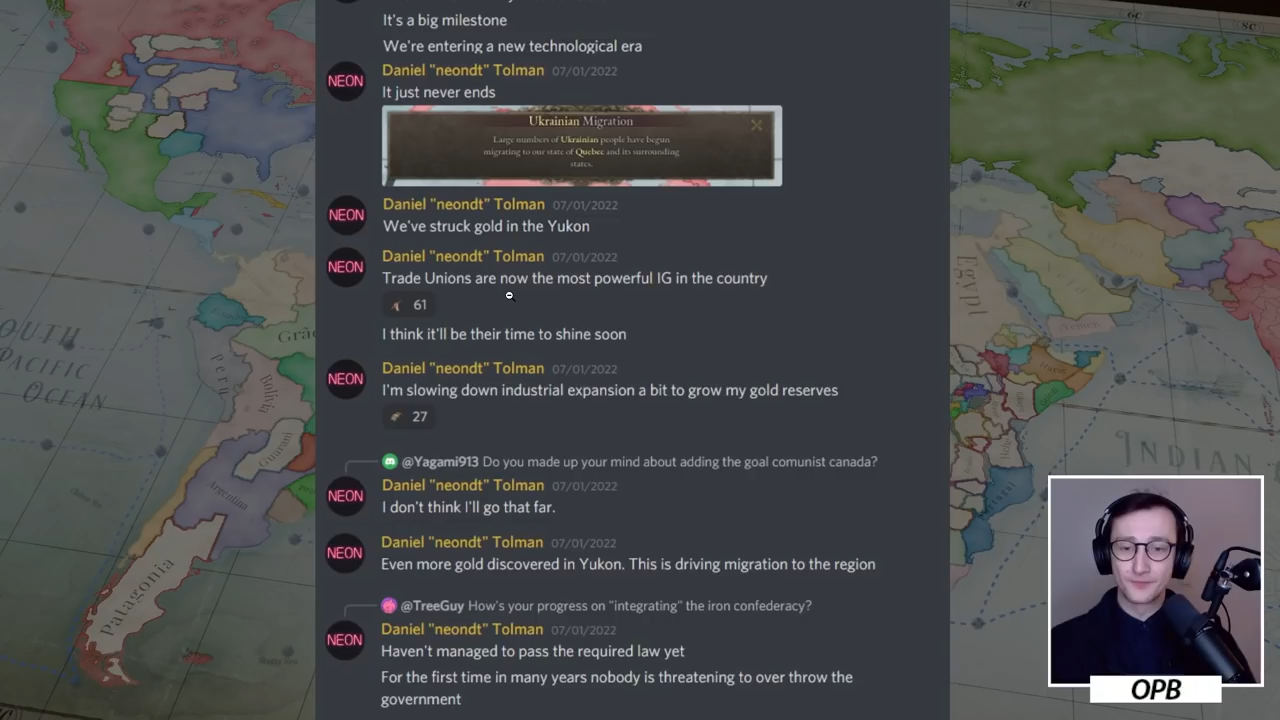 It's a big milestone
We're entering a new technological era
NEON
Daniel "neondt" Tolman 07/01/2022
It just never ends
Ukrainian Migration
Large numbers of Ukrainian people have begun
migrating to our state of Quebec and its surrounding
states.
NEON
Daniel "neondt" Tolman 07/01/2022
We've struck gold in the Yukon
NEON
Daniel "neondt" Tolman 07/01/2022
Trade Unions are now the most powerful IG in the country
61
I think it'll be their time to shine soon
NEON
Daniel "neondt" Tolman 07/01/2022
I'm slowing down industrial expansion a bit to grow my gold reserves
27
@Yagami913 Do you made up your mind about adding the goal comunist canada?
NEON
Daniel "neondt" Tolman 07/01/2022
I don't think I'll go that far.
NEON
Daniel "neondt" Tolman 07/01/2022
Even more gold discovered in Yukon. This is driving migration to the region
@TreeGuy How's your progress on "integrating" the iron confederacy?
NEON
Daniel "neondt" Tolman 07/01/2022
Haven't managed to pass the required law yet
For the first time in many years nobody is threatening to over throw the
government
SOUTH
PACIFIC
OCEAN
Peru
Bolivia
Grão
Guaraní
Argentina
Patagonia
Egypt
Yemen
INDIAN
OPB